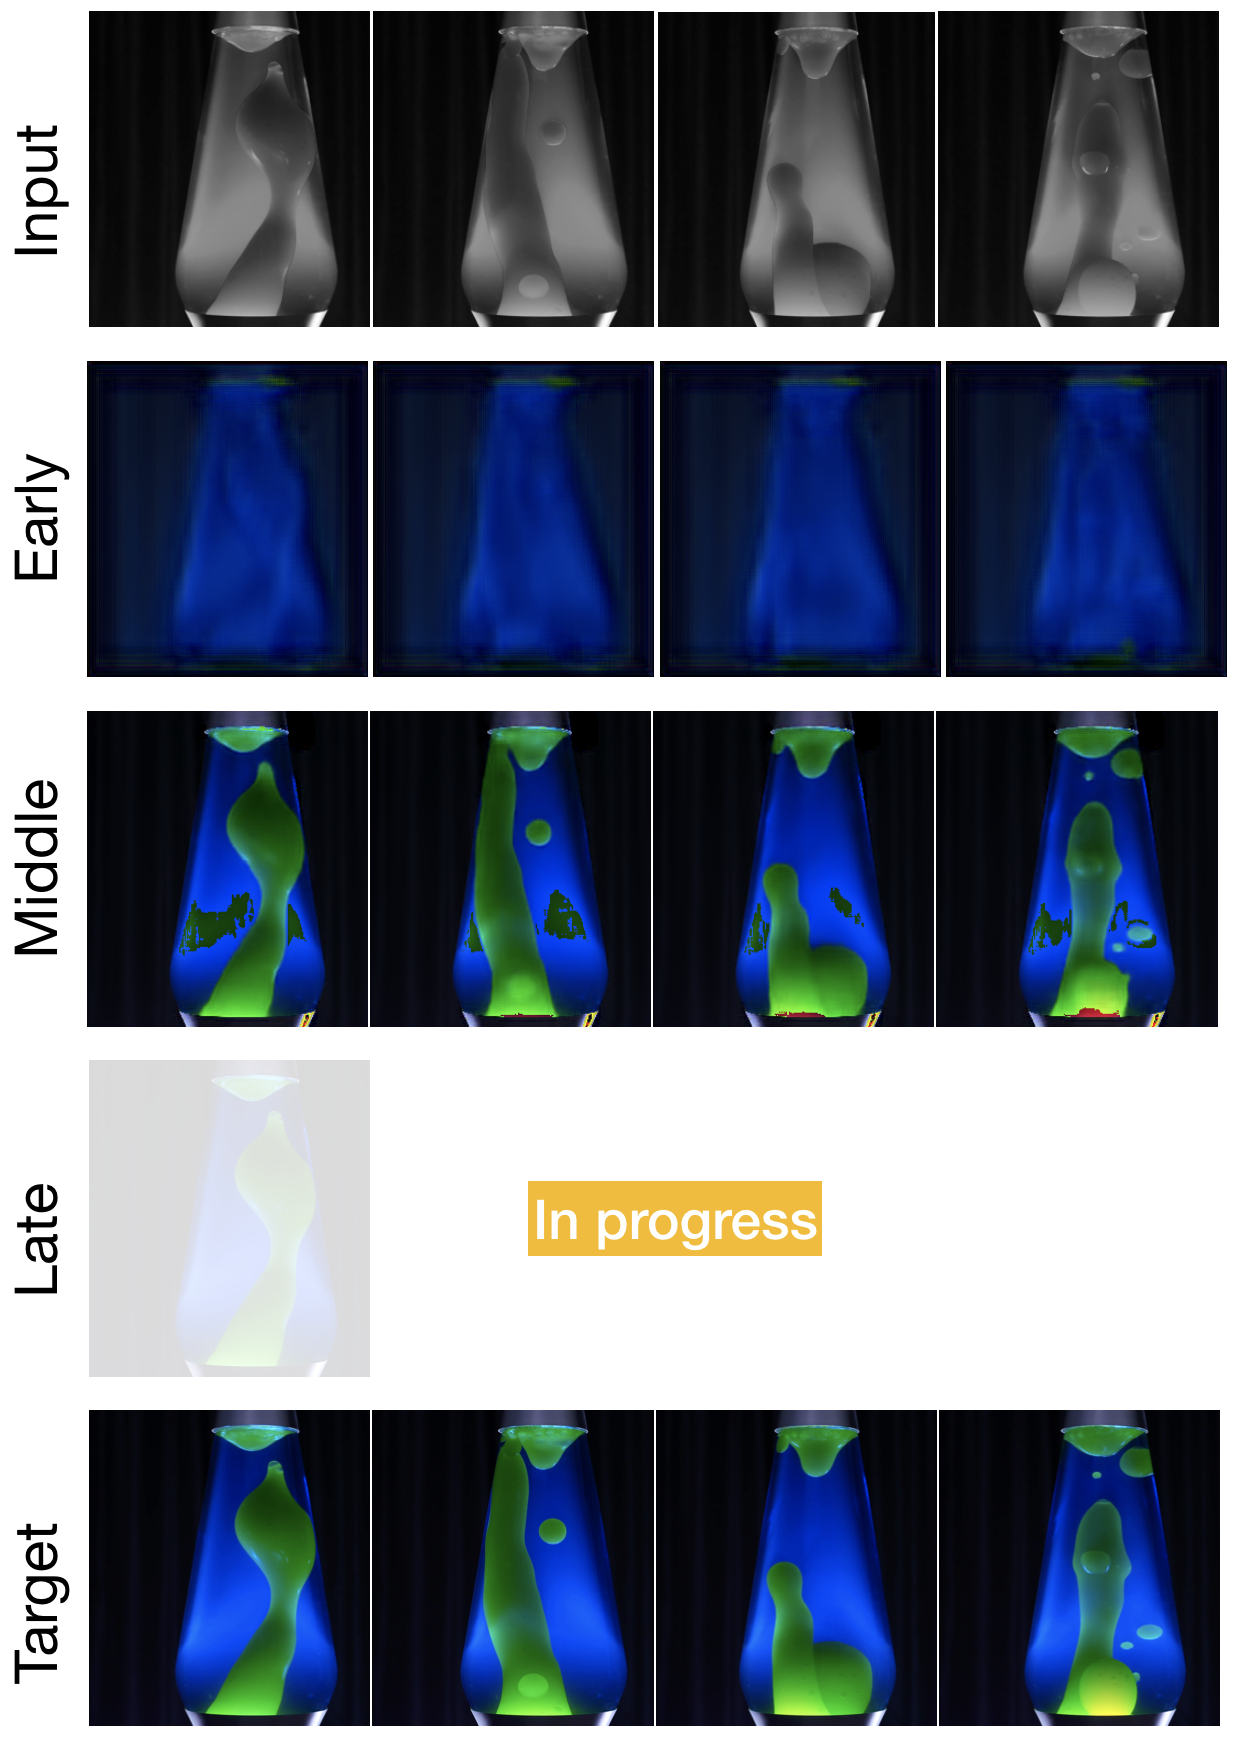 Input
Early
Middle
Late
In progress
Target